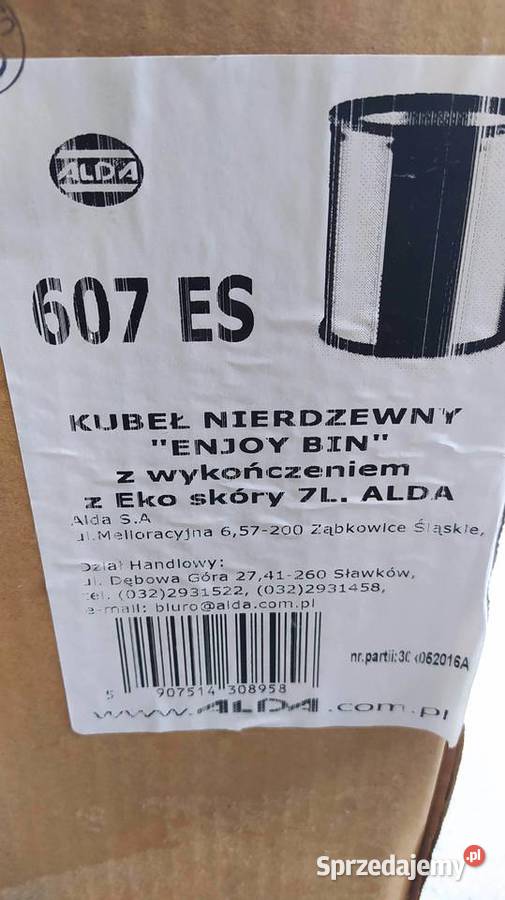 ALDA
607 ES
KUBEŁ NIERDZEWNY
"ENJOY BIN"
z wykończeniem
z Eko skóry 7L. ALDA
Alda S.A
ul.Melioracyjna 6,57-200 Ząbkowice Śląskie,
Dział Handlowy:
ul. Dębowa Góra 27,41-260 Sławków,
tel. (032)2931522, (032)2931458,
e-mail: biuro@alda.com.pl
nr.partii:
5 907514 308958
www.ALDA.com.pl
Sprzedajemy.pl